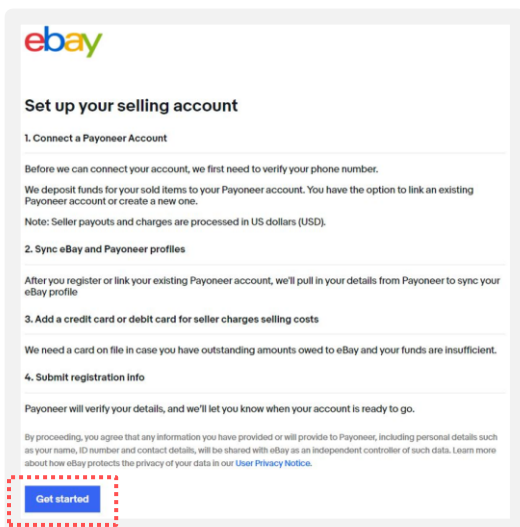 ebay
Set up your selling account
1. Connect a Payoneer Account
Before we can connect your account, we first need to verify your phone number.
We deposit funds for your sold items to your Payoneer account. You have the option to link an existing
Payoneer account or create a new one.
Note: Seller payouts and charges are processed in US dollars (USD).
2. Sync eBay and Payoneer profiles
After you register or link your existing Payoneer account, we'll pull in your details from Payoneer to sync your
eBay profile
3. Add a credit card or debit card for seller charges selling costs
We need a card on file in case you have outstanding amounts owed to eBay and your funds are insufficient.
4. Submit registration info
Payoneer will verify your details, and we'll let you know when your account is ready to go.
By proceeding, you agree that any information you have provided or will provide to Payoneer, including personal details such
as your name, ID number and contact details, will be shared with eBay as an independent controller of such data. Learn more
about how eBay protects the privacy of your data in our User Privacy Notice.
Get started